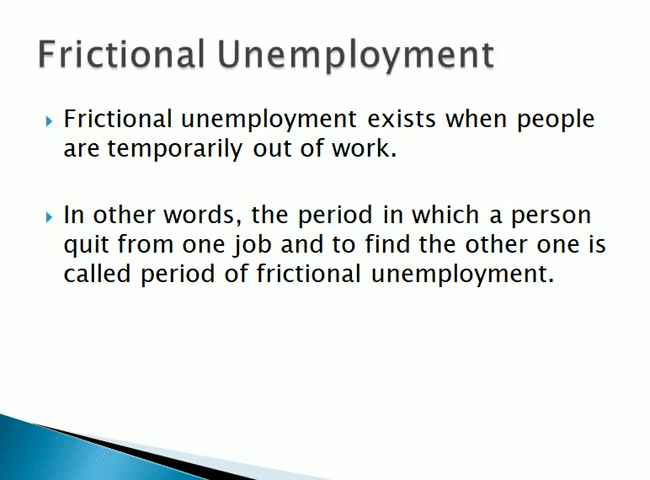 Frictional Unemployment
Frictional unemployment exists when people
are temporarily out of work.
In other words, the period in which a person
quit from one job and to find the other one is
called period of frictional unemployment.